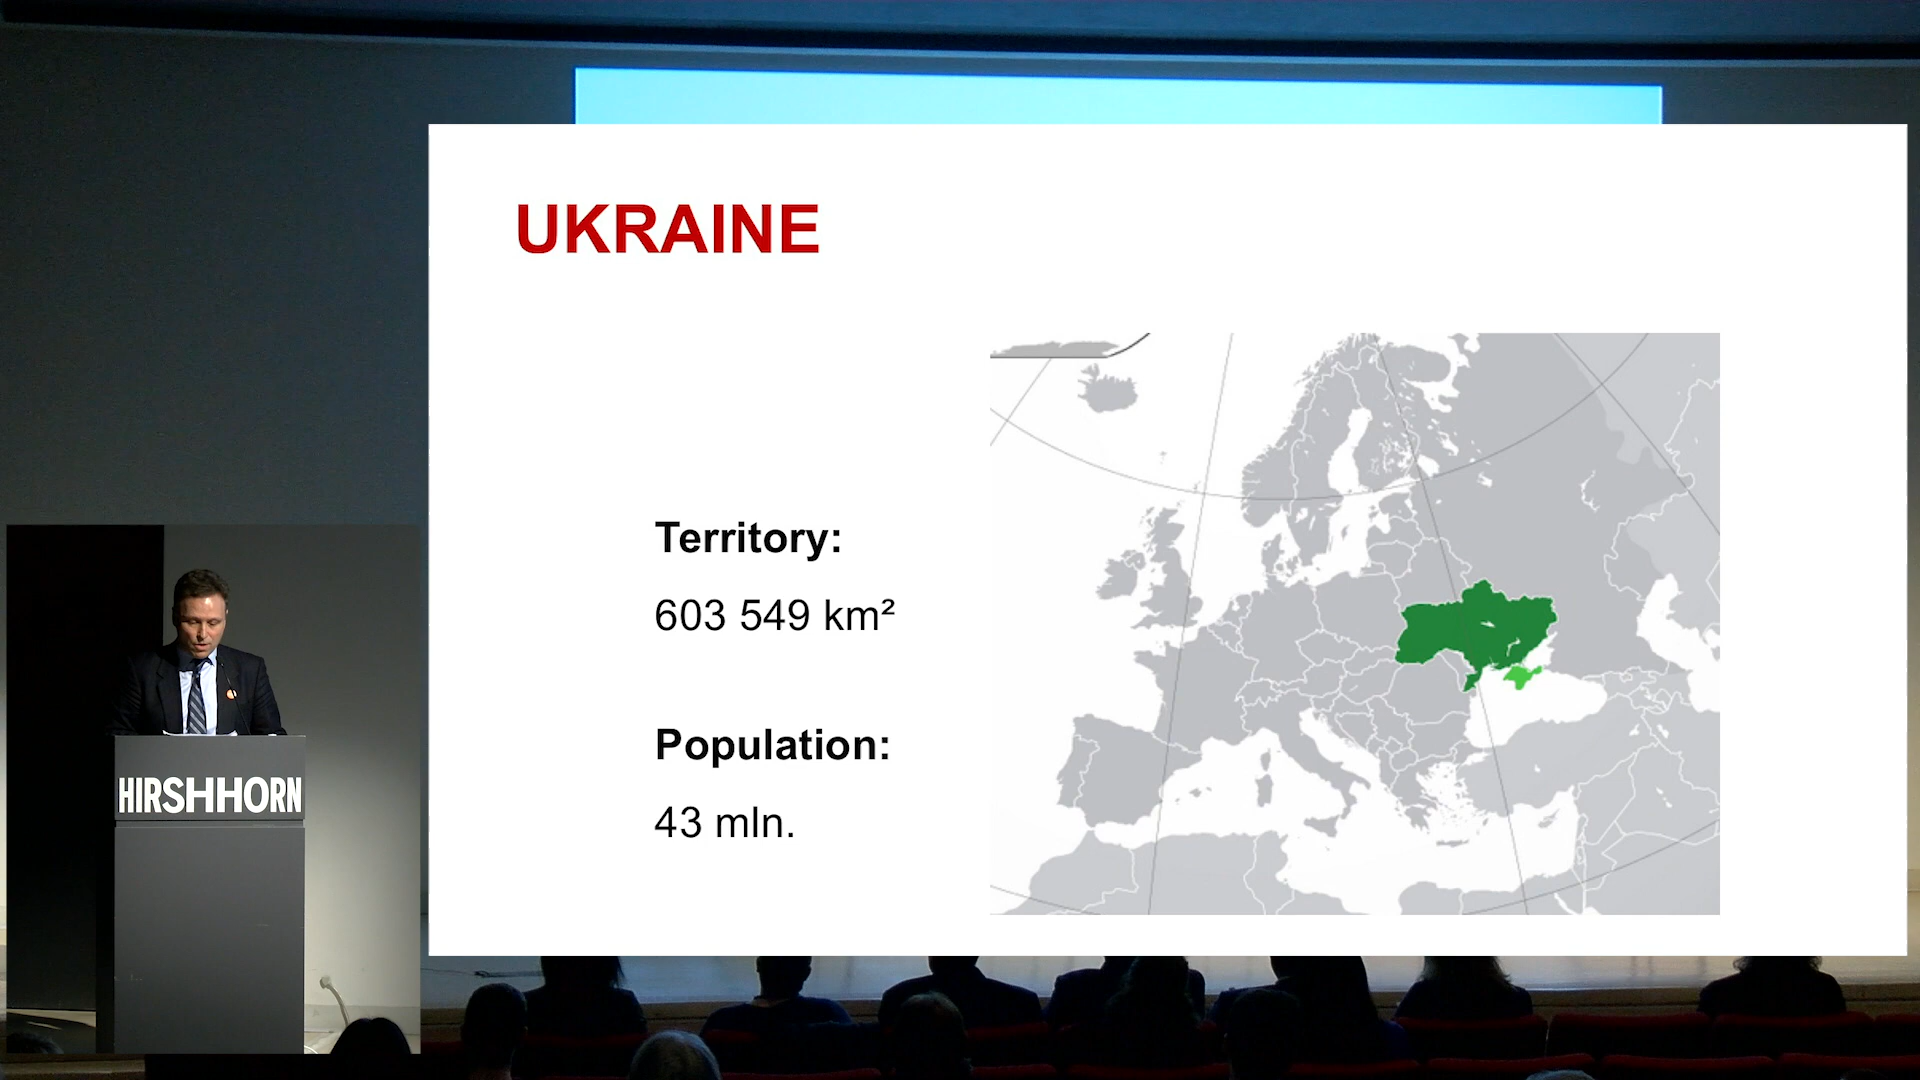 UKRAINE
Territory:
603 549 km²
Population:
43 mln.
HIRSHHORN